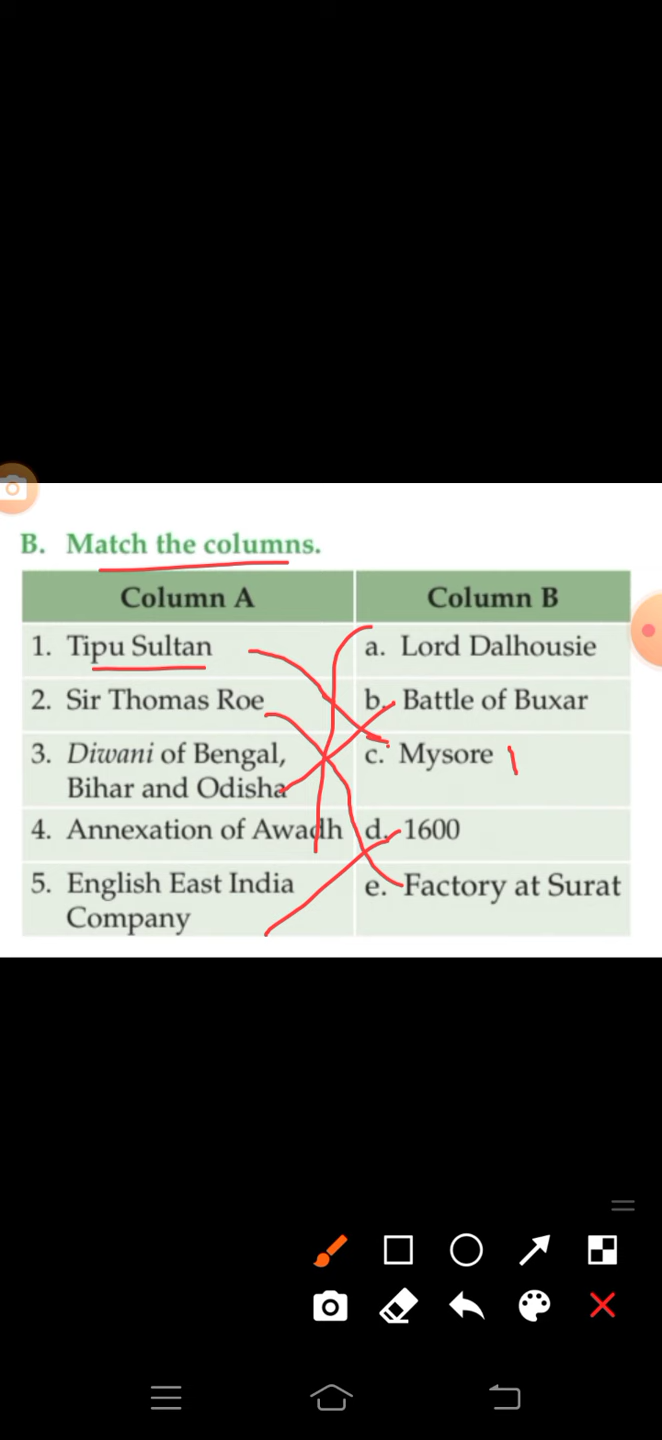 B. Match the columns.
Column A Column B
1. Tipu Sultan a. Lord Dalhousie
2. Sir Thomas Roe b. Battle of Buxar
3. Diwani of Bengal, c. Mysore 1
Bihar and Odisha
4. Annexation of Awadh d. 1600
5. English East India e. Factory at Surat
Company